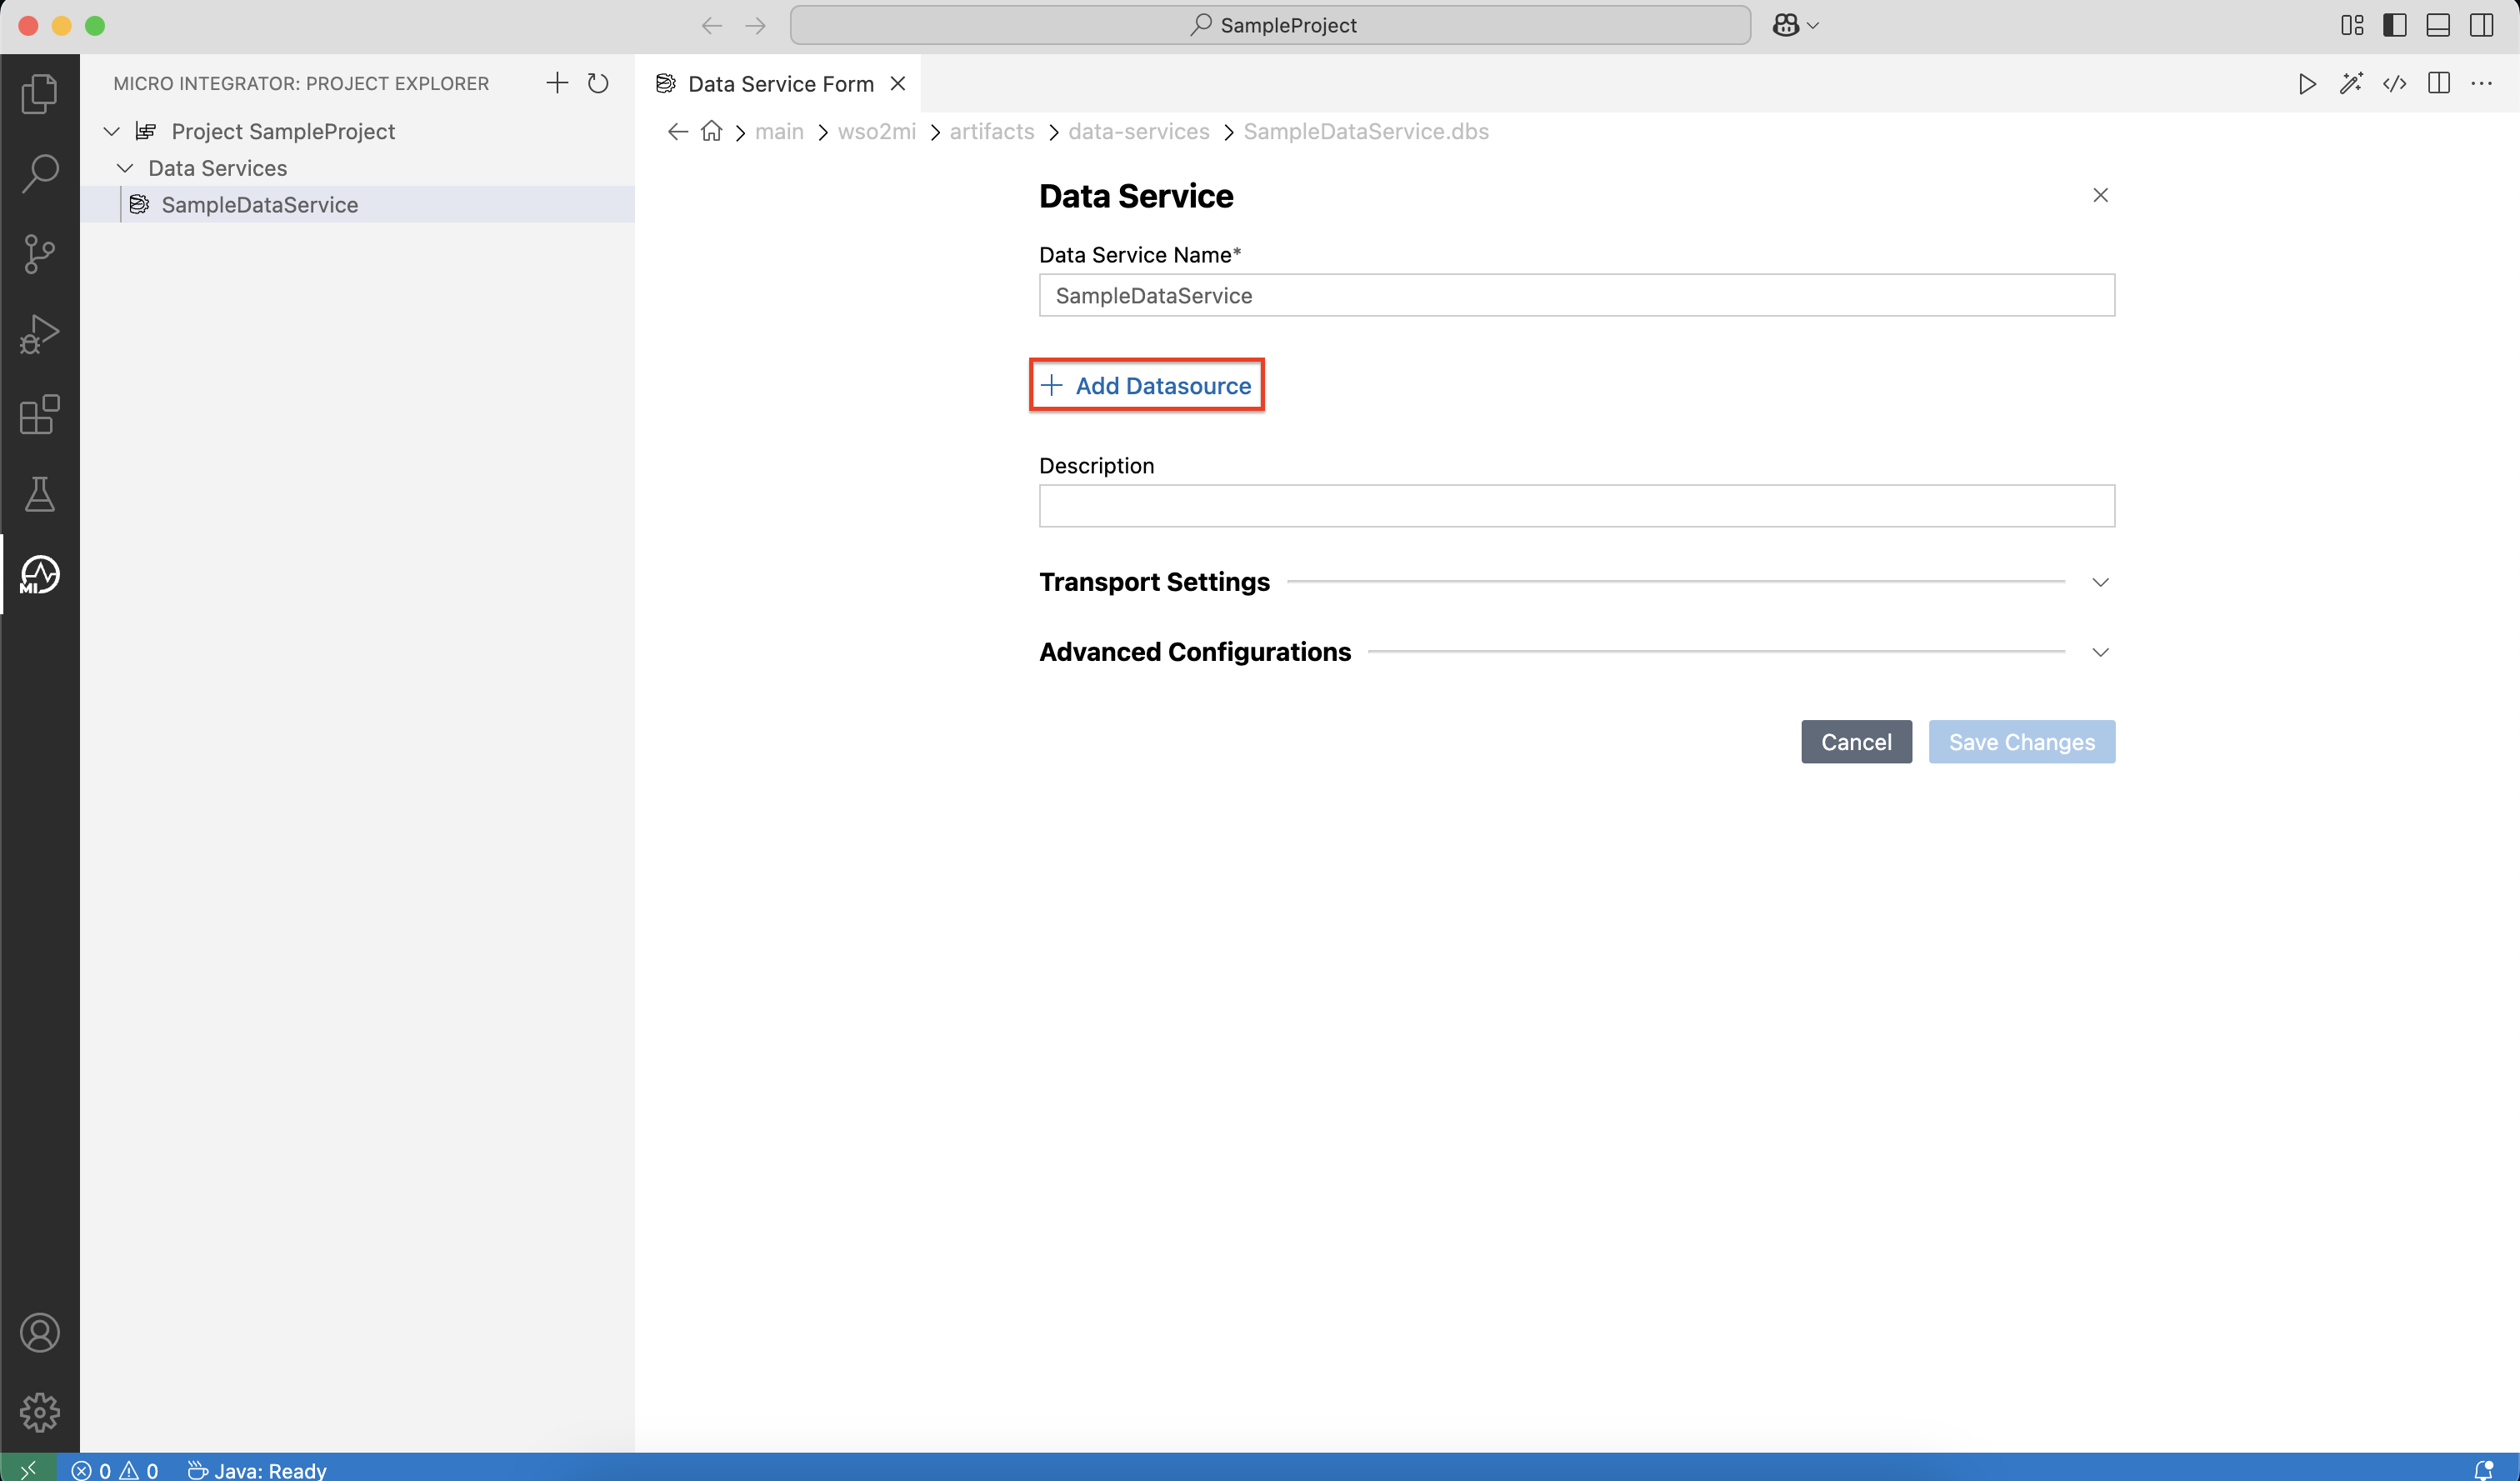 SampleProject
MICRO INTEGRATOR: PROJECT EXPLORER
Project SampleProject
Data Services
SampleDataService
Data Service Form
main
wso2mi
artifacts
data-services
SampleDataService.dbs
Data Service
Data Service Name*
SampleDataService
Add Datasource
Description
Transport Settings
Advanced Configurations
Cancel
Save Changes
MI
0
0
Java: Ready